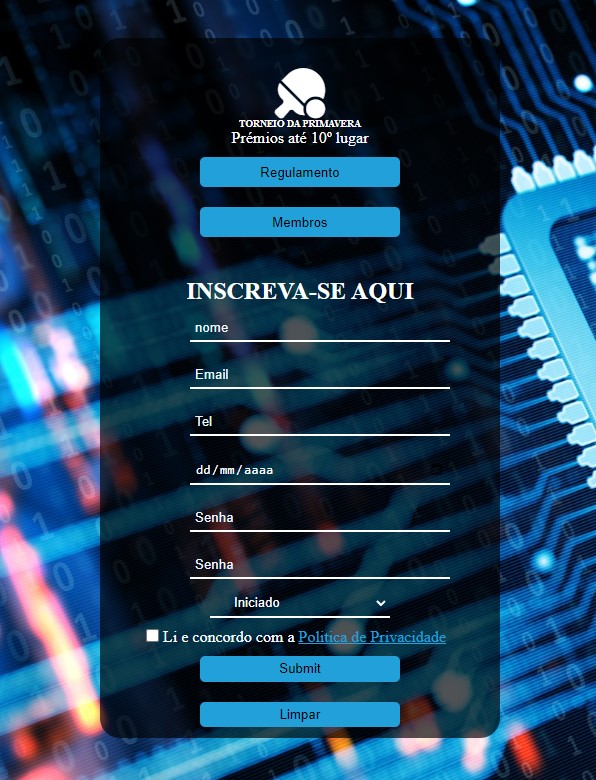 TORNEIO DA PRIMAVERA
Prémios até 10º lugar
Regulamento
Membros
INSCREVA-SE AQUI
nome
Email
Tel
dd/mm/aaaa
Senha
Senha
Iniciado
Li e concordo com a Política de Privacidade
Submit
Limpar